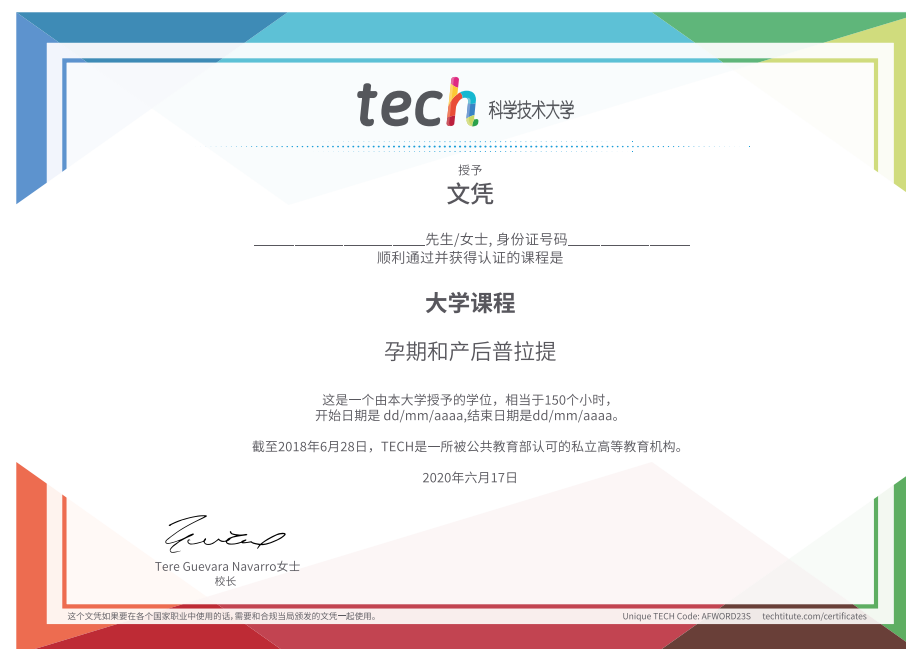 tech 科学技术大学
授予
文凭
____________________先生/女士, 身份证号码______________
顺利通过并获得认证的课程是
大学课程
孕期和产后普拉提
这是一个由本大学授予的学位，相当于150个小时，
开始日期是 dd/mm/aaaa,结束日期是dd/mm/aaaa。
截至2018年6月28日，TECH是一所被公共教育部认可的私立高等教育机构。
2020年六月17日
Tere Guevara Navarro女士
校长
这个文凭如果要在各个国家职业中使用的话，需要和合规当局颁发的文凭一起使用。
Unique TECH Code: AFWORD23S techtitute.com/certificates